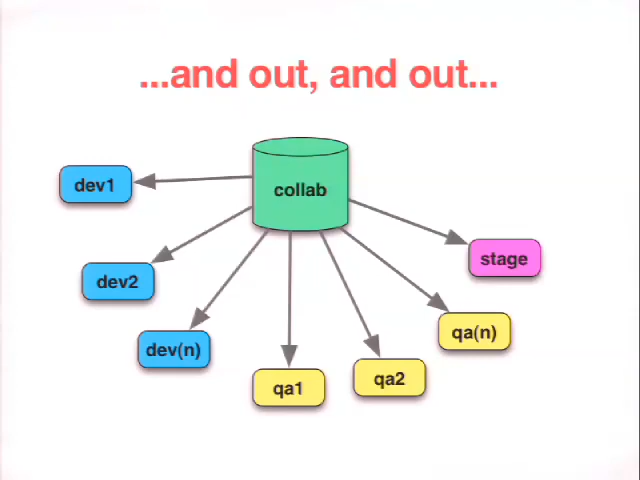 ...and out, and out...
collab
dev1
dev2
dev(n)
qa1
qa2
qa(n)
stage